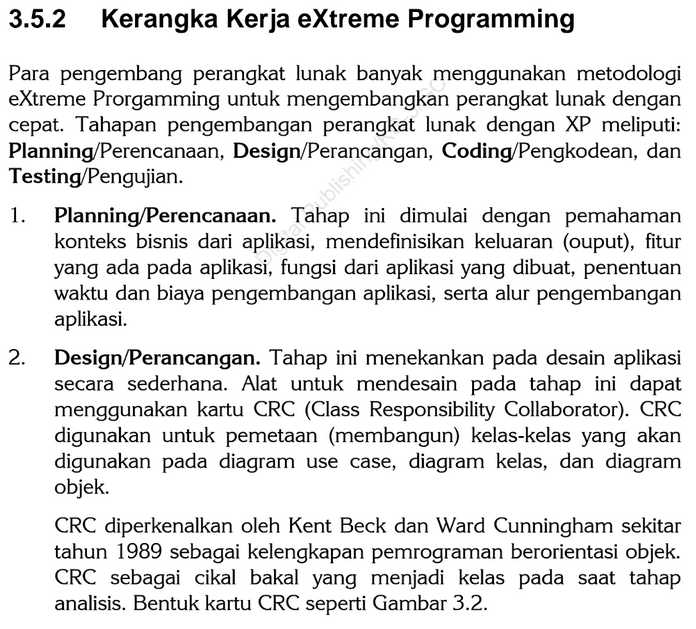 3.5.2 Kerangka Kerja eXtreme Programming
Para pengembang perangkat lunak banyak menggunakan metodologi
eXtreme Prorgamming untuk mengembangkan perangkat lunak dengan
cepat. Tahapan pengembangan perangkat lunak dengan XP meliputi:
Planning/Perencanaan, Design/Perancangan, Coding/Pengkodean, dan
Testing/Pengujian.
1. Planning/Perencanaan. Tahap ini dimulai dengan pemahaman
konteks bisnis dari aplikasi, mendefinisikan keluaran (ouput), fitur
yang ada pada aplikasi, fungsi dari aplikasi yang dibuat, penentuan
waktu dan biaya pengembangan aplikasi, serta alur pengembangan
aplikasi.
2. Design/Perancangan. Tahap ini menekankan pada desain aplikasi
secara sederhana. Alat untuk mendesain pada tahap ini dapat
menggunakan kartu CRC (Class Responsibility Collaborator). CRC
digunakan untuk pemetaan (membangun) kelas-kelas yang akan
digunakan pada diagram use case, diagram kelas, dan diagram
objek.
CRC diperkenalkan oleh Kent Beck dan Ward Cunningham sekitar
tahun 1989 sebagai kelengkapan pemrograman berorientasi objek.
CRC sebagai cikal bakal yang menjadi kelas pada saat tahap
analisis. Bentuk kartu CRC seperti Gambar 3.2.
Digital Publishing